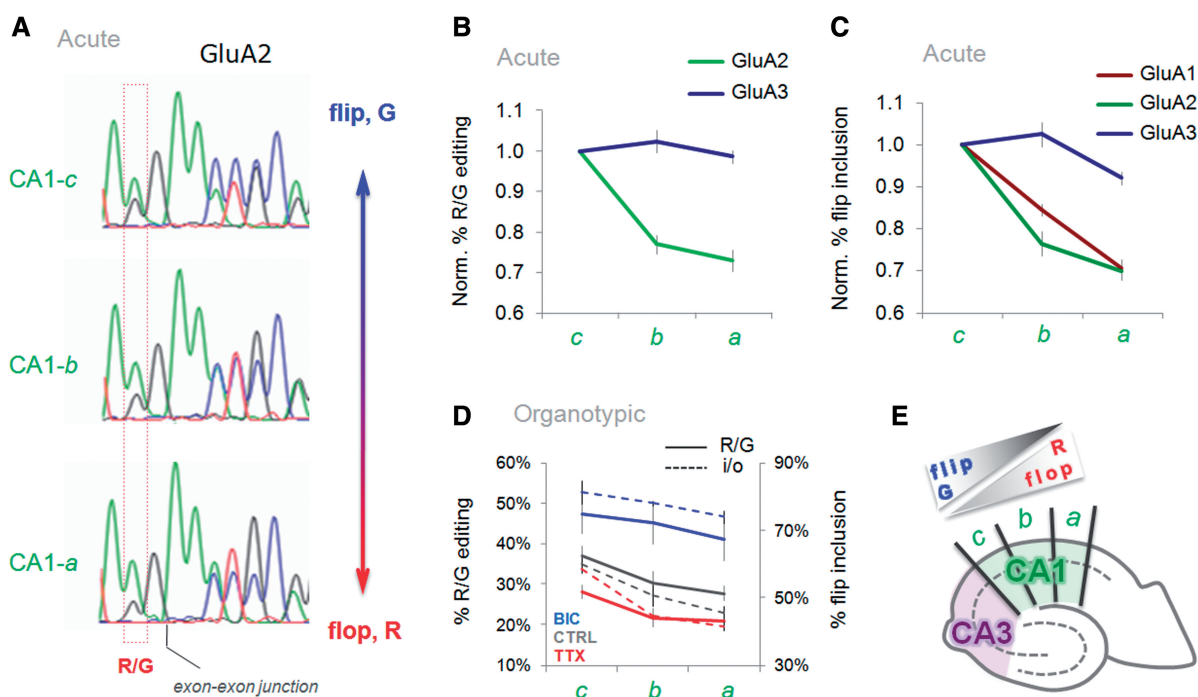 A
Acute
GluA2
CA1-c
CA1-b
CA1-a
flip, G
flop, R
R/G
exon-exon junction
B
Acute
GluA2
GluA3
Norm. % R/G editing
1.1
1.0
0.9
0.8
0.7
0.6
c b a
C
Acute
GluA1
GluA2
GluA3
Norm. % flip inclusion
1.1
1.0
0.9
0.8
0.7
0.6
c b a
D
Organotypic
R/G
i/o
% R/G editing
60%
50%
40%
30%
20%
10%
BIC
CTRL
TTX
90%
70%
50%
30%
% flip inclusion
c b a
E
flip
G
R
flop
c b a
CA1
CA3